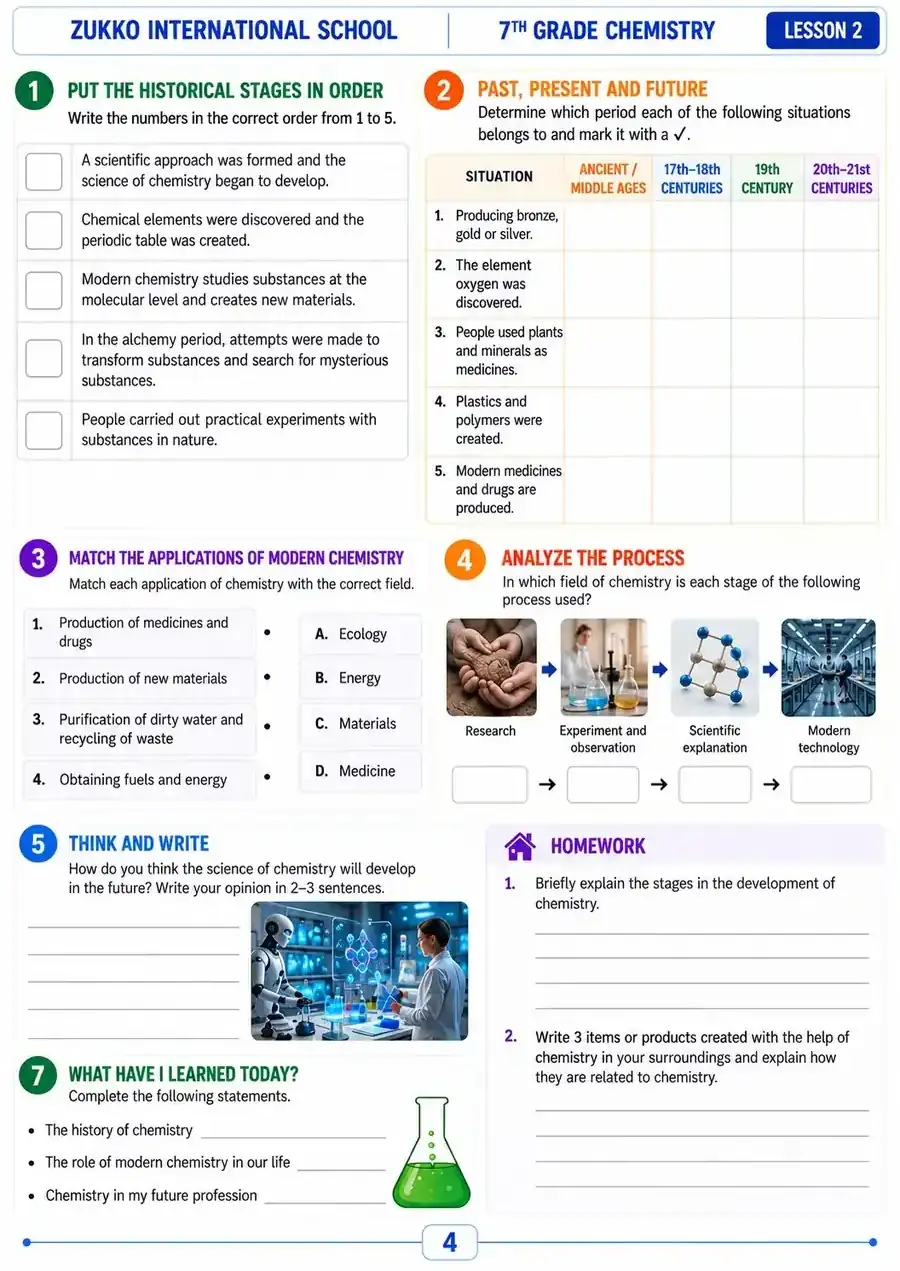 ZUKKO INTERNATIONAL SCHOOL
7TH GRADE CHEMISTRY
LESSON 2
1
PUT THE HISTORICAL STAGES IN ORDER
Write the numbers in the correct order from 1 to 5.
A scientific approach was formed and the
science of chemistry began to develop.
Chemical elements were discovered and the
periodic table was created.
Modern chemistry studies substances at the
molecular level and creates new materials.
In the alchemy period, attempts were made to
transform substances and search for mysterious
substances.
People carried out practical experiments with
substances in nature.
2
PAST, PRESENT AND FUTURE
Determine which period each of the following situations
belongs to and mark it with a ✓.
SITUATION
ANCIENT /
MIDDLE AGES
17th–18th
CENTURIES
19th
CENTURY
20th–21st
CENTURIES
1. Producing bronze,
gold or silver.
2. The element
oxygen was
discovered.
3. People used plants
and minerals as
medicines.
4. Plastics and
polymers were
created.
5. Modern medicines
and drugs are
produced.
3
MATCH THE APPLICATIONS OF MODERN CHEMISTRY
Match each application of chemistry with the correct field.
1. Production of medicines and
drugs
2. Production of new materials
3. Purification of dirty water and
recycling of waste
4. Obtaining fuels and energy
A. Ecology
B. Energy
C. Materials
D. Medicine
4
ANALYZE THE PROCESS
In which field of chemistry is each stage of the following
process used?
Research
Experiment and
observation
Scientific
explanation
Modern
technology
5
THINK AND WRITE
How do you think the science of chemistry will develop
in the future? Write your opinion in 2–3 sentences.
HOMEWORK
1. Briefly explain the stages in the development of
chemistry.
2. Write 3 items or products created with the help of
chemistry in your surroundings and explain how
they are related to chemistry.
7
WHAT HAVE I LEARNED TODAY?
Complete the following statements.
• The history of chemistry
• The role of modern chemistry in our life
• Chemistry in my future profession
4